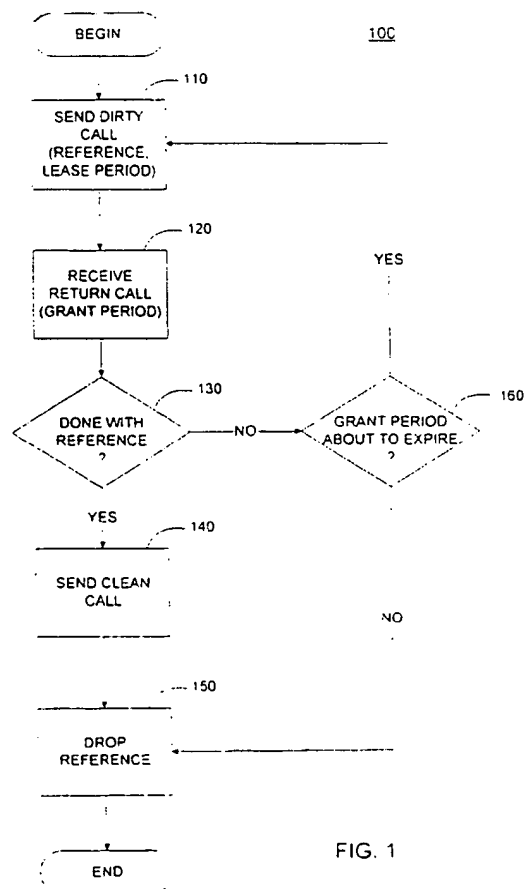 BEGIN
100
110
SEND DIRTY
CALL
(REFERENCE,
LEASE PERIOD)
120
RECEIVE
RETURN CALL
(GRANT PERIOD)
YES
130
DONE WITH
REFERENCE
?
NO
160
GRANT PERIOD
ABOUT TO EXPIRE
?
YES
140
SEND CLEAN
CALL
NO
150
DROP
REFERENCE
END
FIG. 1